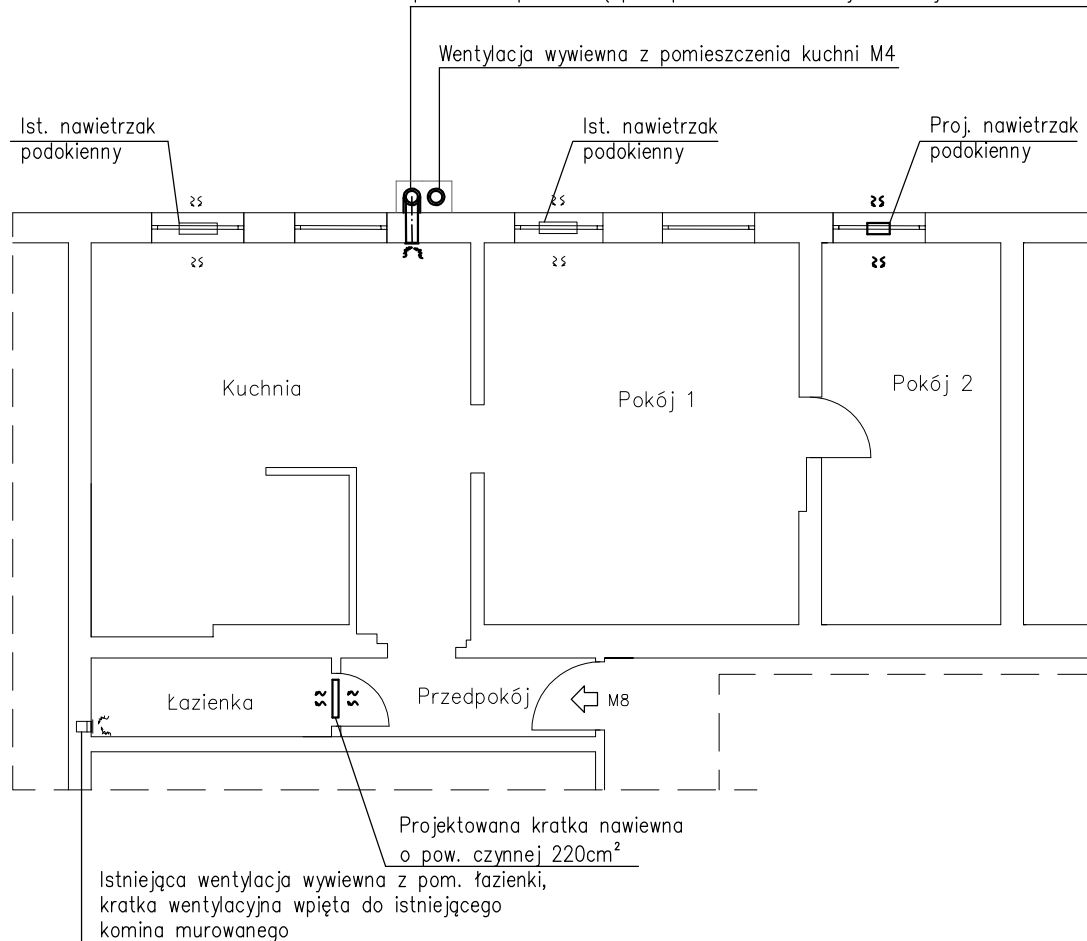 Wentylacja wywiewna z pomieszczenia kuchni M4
Ist. nawietrzak
podokienny
Ist. nawietrzak
podokienny
Proj. nawietrzak
podokienny
Kuchnia
Pokój 1
Pokój 2
Łazienka
Przedpokój
M8
Projektowana kratka nawiewna
o pow. czynnej 220cm²
Istniejąca wentylacja wywiewna z pom. łazienki,
kratka wentylacyjna wpięta do istniejącego
komina murowanego